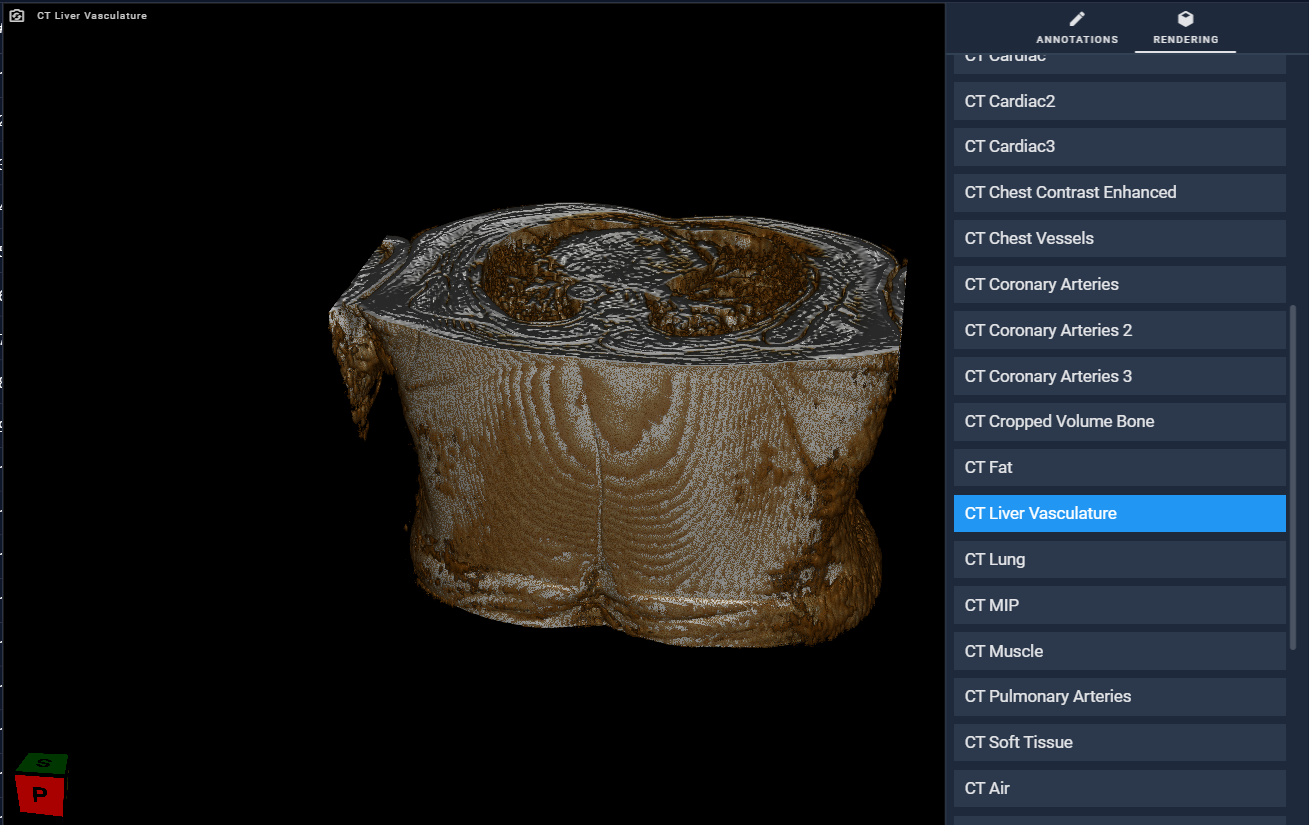 CT Liver Vasculature
ANNOTATIONS
RENDERING
CT Cardiac
CT Cardiac2
CT Cardiac3
CT Chest Contrast Enhanced
CT Chest Vessels
CT Coronary Arteries
CT Coronary Arteries 2
CT Coronary Arteries 3
CT Cropped Volume Bone
CT Fat
CT Liver Vasculature
CT Lung
CT MIP
CT Muscle
CT Pulmonary Arteries
CT Soft Tissue
CT Air
S
P